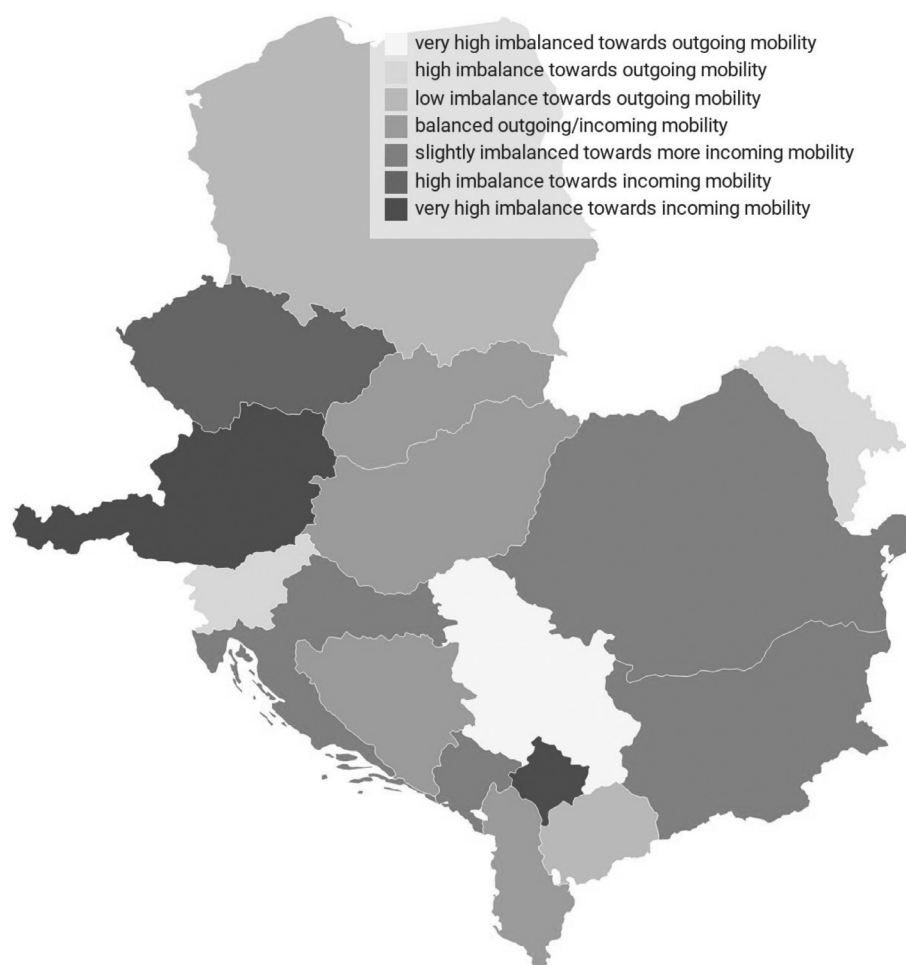 very high imbalanced towards outgoing mobility
high imbalance towards outgoing mobility
low imbalance towards outgoing mobility
balanced outgoing/incoming mobility
slightly imbalanced towards more incoming mobility
high imbalance towards incoming mobility
very high imbalance towards incoming mobility